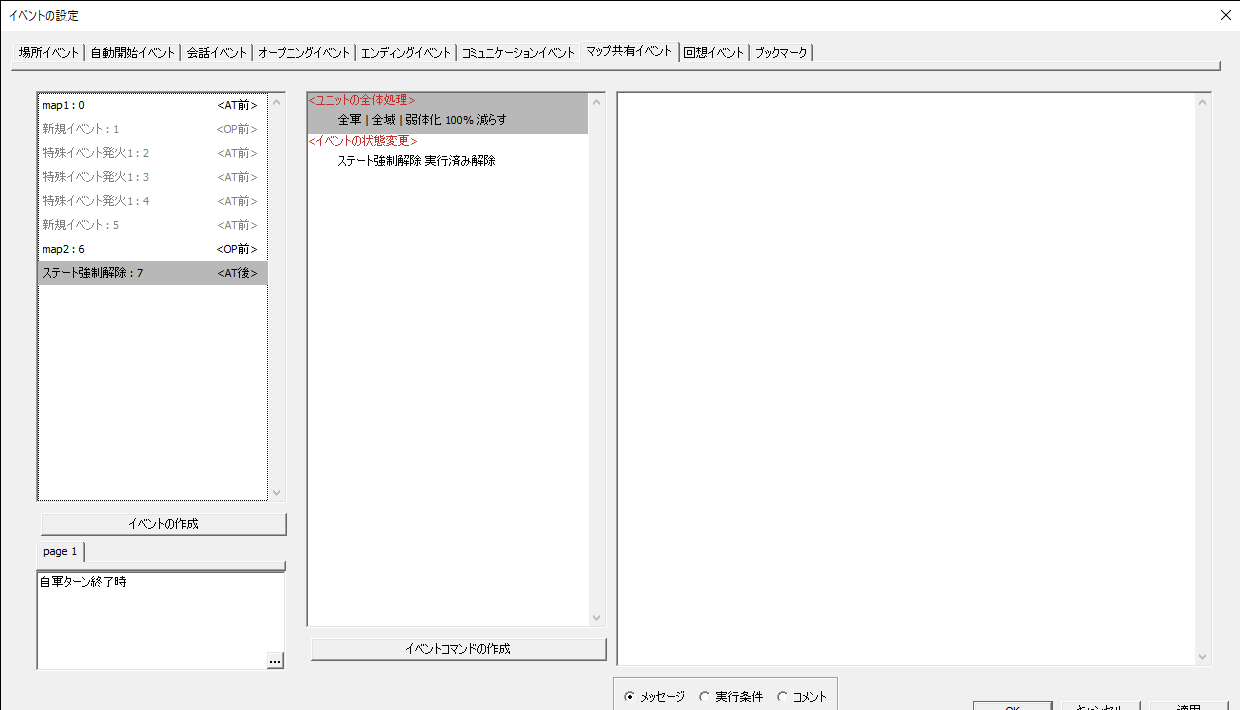 イベントの設定
場所イベント 自動開始イベント 会話イベント オープニングイベント エンディングイベント コミュニケーションイベント マップ共有イベント 回想イベント ブックマーク
map1 : 0 <AT前>
新規イベント : 1 <OP前>
特殊イベント発火1 : 2 <AT前>
特殊イベント発火1 : 3 <AT前>
特殊イベント発火1 : 4 <AT前>
新規イベント : 5 <AT前>
map2 : 6 <OP前>
ステート強制解除 : 7 <AT後>
イベントの作成
page 1
自軍ターン終了時
...
<ユニットの全体処理>
全軍 | 全域 | 弱体化 100% 減らす
<イベントの状態変更>
ステート強制解除 実行済み解除
イベントコマンドの作成
メッセージ 実行条件 コメント
OK キャンセル 適用